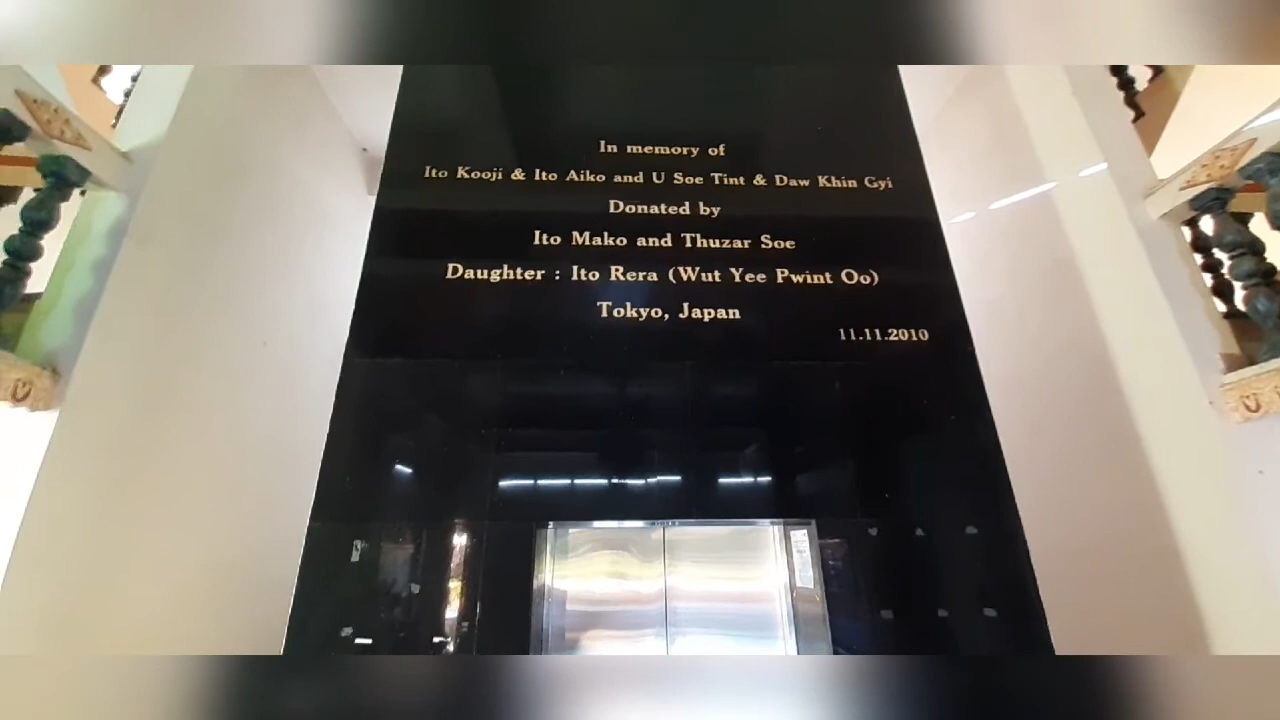 In memory of
Ito Kooji & Ito Aiko and U Soe Tint & Daw Khin Gyi
Donated by
Ito Mako and Thuzar Soe
Daughter : Ito Rera (Wut Yee Pwint Oo)
Tokyo, Japan
11.11.2010